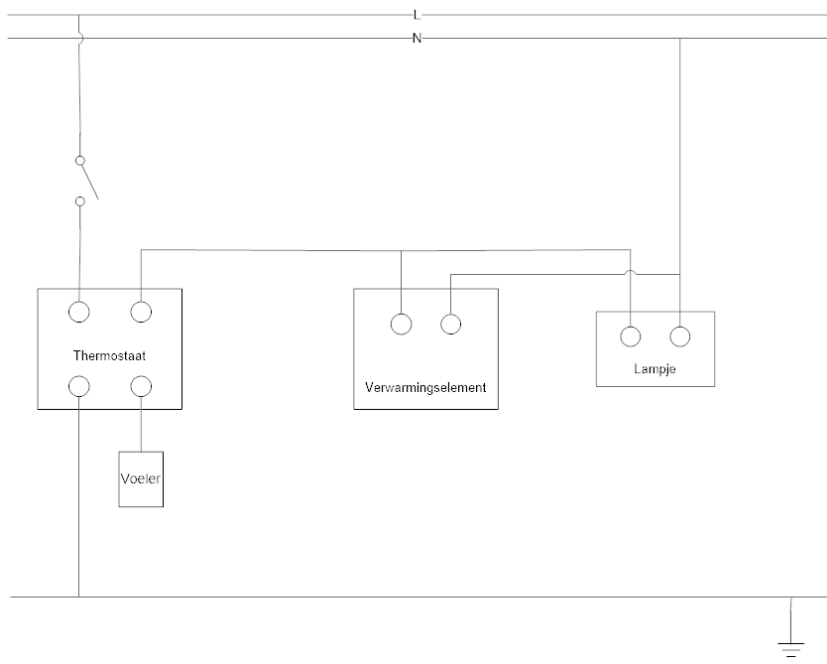 L
N
Thermostaat
Verwarmingselement
Lampje
Voeler